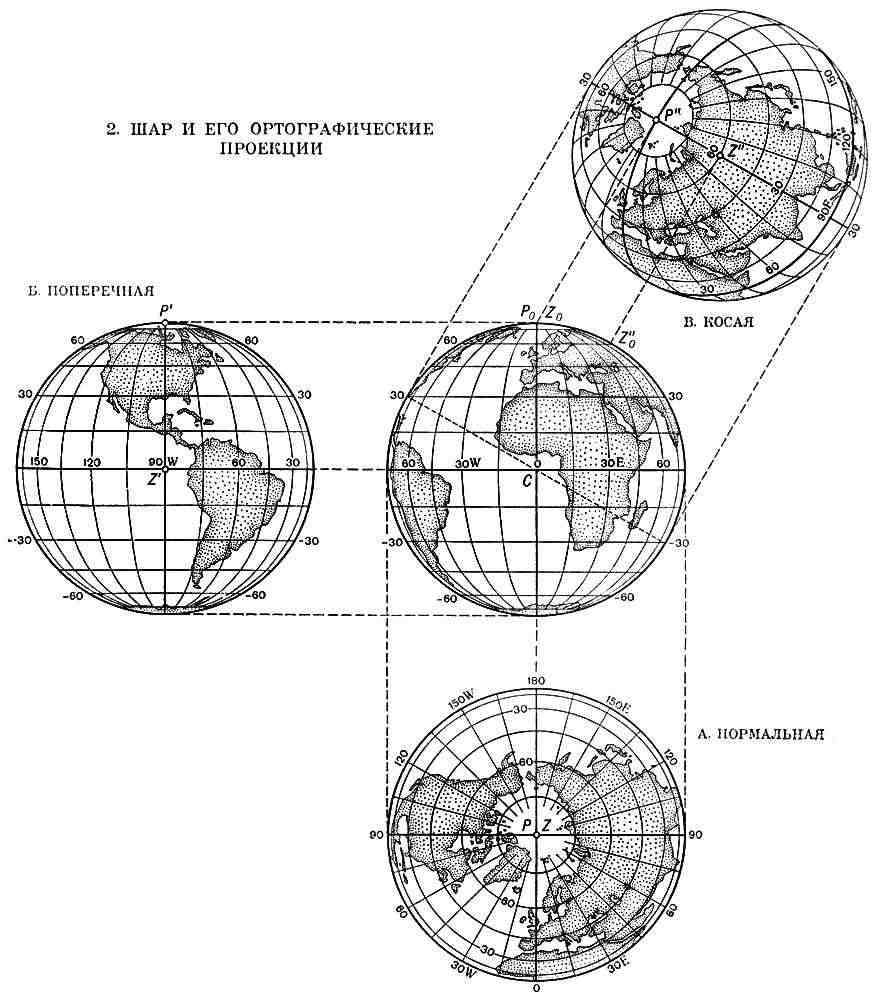 2. ШАР И ЕГО ОРТОГРАФИЧЕСКИЕ
ПРОЕКЦИИ
30
60
P"
150
120
60
Z"
30
90E
30
60
30
В. КОСАЯ
Б. ПОПЕРЕЧНАЯ
P'
60
60
30
30
150
120
90 W
60
30
Z'
-30
-30
-60
-60
P₀ Z₀
Z₀"
60
30
30
60
30W
0
30E
60
C
-30
-30
-60
-60
А. НОРМАЛЬНАЯ
180
150W
30
150E
120
60
120
P Z
90
90
60
60
60
30
30W
30E
0